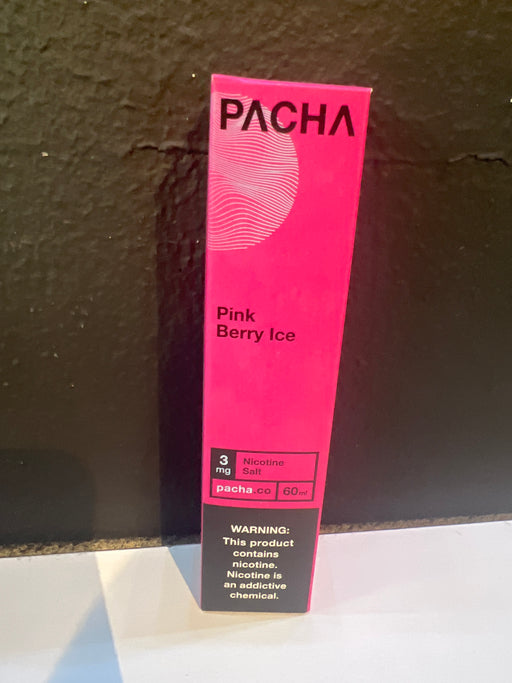 PACHA
Pink
Berry Ice
3
mg
Nicotine
Salt
pacha.co
60ml
WARNING:
This product
contains
nicotine.
Nicotine is
an addictive
chemical.